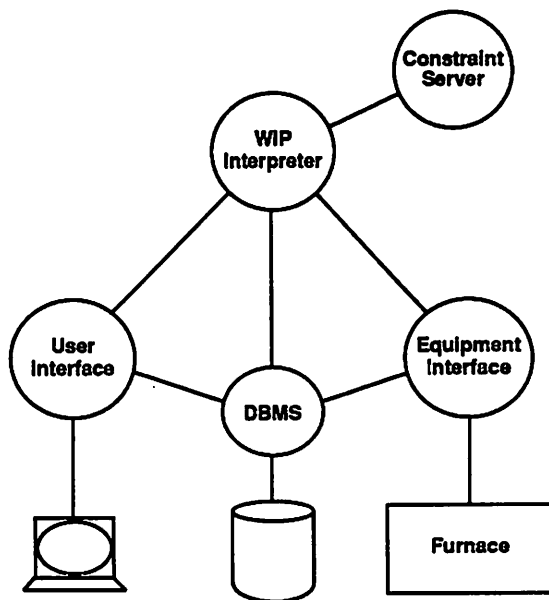 Constraint
Server
WIP
Interpreter
User
Interface
Equipment
Interface
DBMS
Furnace